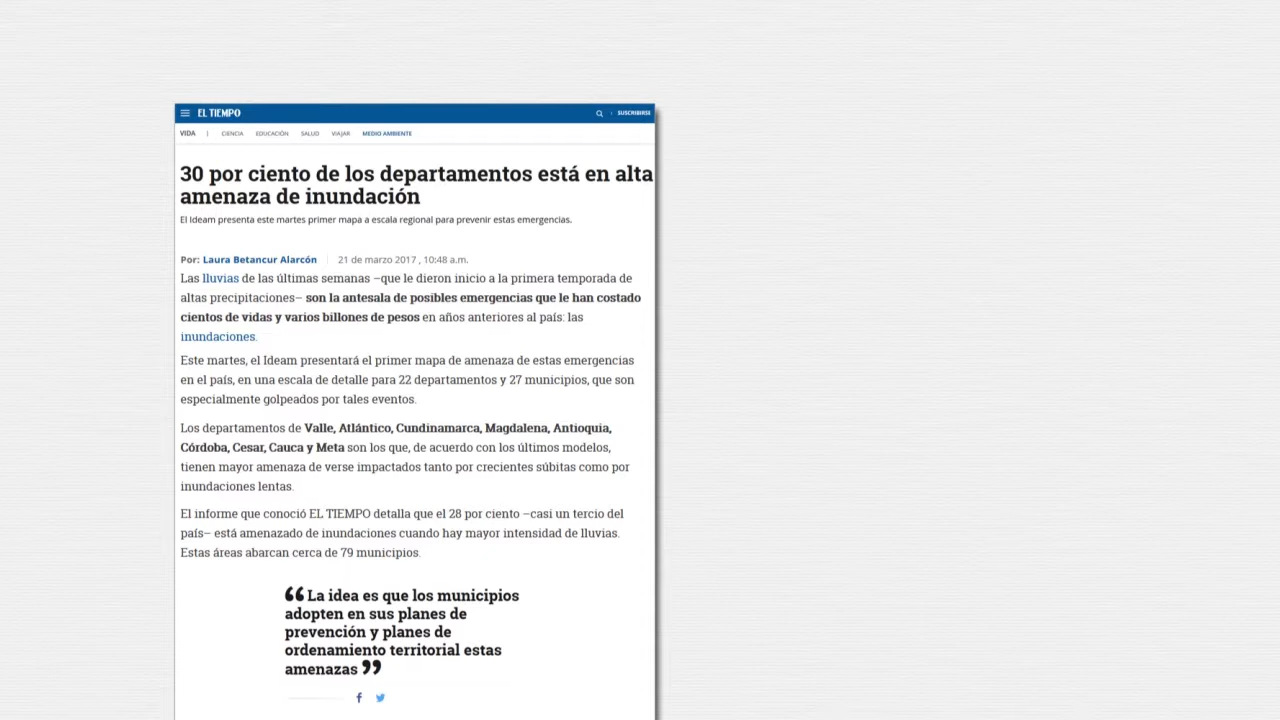 EL TIEMPO
SUSCRIBIRSE
VIDA | CIENCIA EDUCACIÓN SALUD VIAJAR MEDIO AMBIENTE
30 por ciento de los departamentos está en alta
amenaza de inundación
El Ideam presenta este martes primer mapa a escala regional para prevenir estas emergencias.
Por: Laura Betancur Alarcón | 21 de marzo 2017 , 10:48 a.m.
Las lluvias de las últimas semanas –que le dieron inicio a la primera temporada de
altas precipitaciones– son la antesala de posibles emergencias que le han costado
cientos de vidas y varios billones de pesos en años anteriores al país: las
inundaciones.
Este martes, el Ideam presentará el primer mapa de amenaza de estas emergencias
en el país, en una escala de detalle para 22 departamentos y 27 municipios, que son
especialmente golpeados por tales eventos.
Los departamentos de Valle, Atlántico, Cundinamarca, Magdalena, Antioquia,
Córdoba, Cesar, Cauca y Meta son los que, de acuerdo con los últimos modelos,
tienen mayor amenaza de verse impactados tanto por crecientes súbitas como por
inundaciones lentas.
El informe que conoció EL TIEMPO detalla que el 28 por ciento –casi un tercio del
país– está amenazado de inundaciones cuando hay mayor intensidad de lluvias.
Estas áreas abarcan cerca de 79 municipios.
“La idea es que los municipios
adopten en sus planes de
prevención y planes de
ordenamiento territorial estas
amenazas”